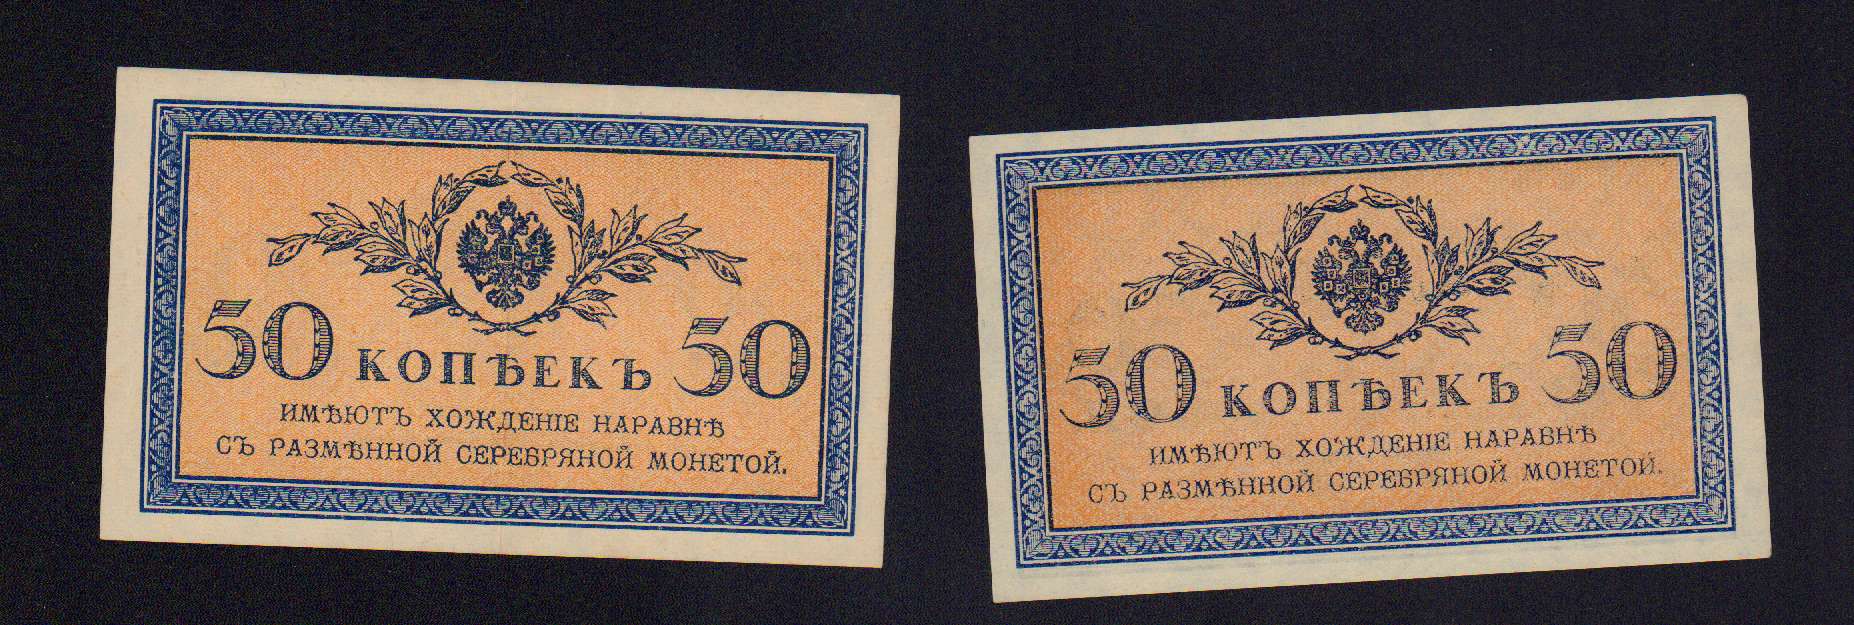 50 КОПѢЕКЪ 50
ИМѢЮТЪ ХОЖДЕНІЕ НАРАВНѢ
СЪ РАЗМѢННОЙ СЕРЕБРЯНОЙ МОНЕТОЙ.
50 КОПѢЕКЪ 50
ИМѢЮТЪ ХОЖДЕНІЕ НАРАВНѢ
СЪ РАЗМѢННОЙ СЕРЕБРЯНОЙ МОНЕТОЙ.